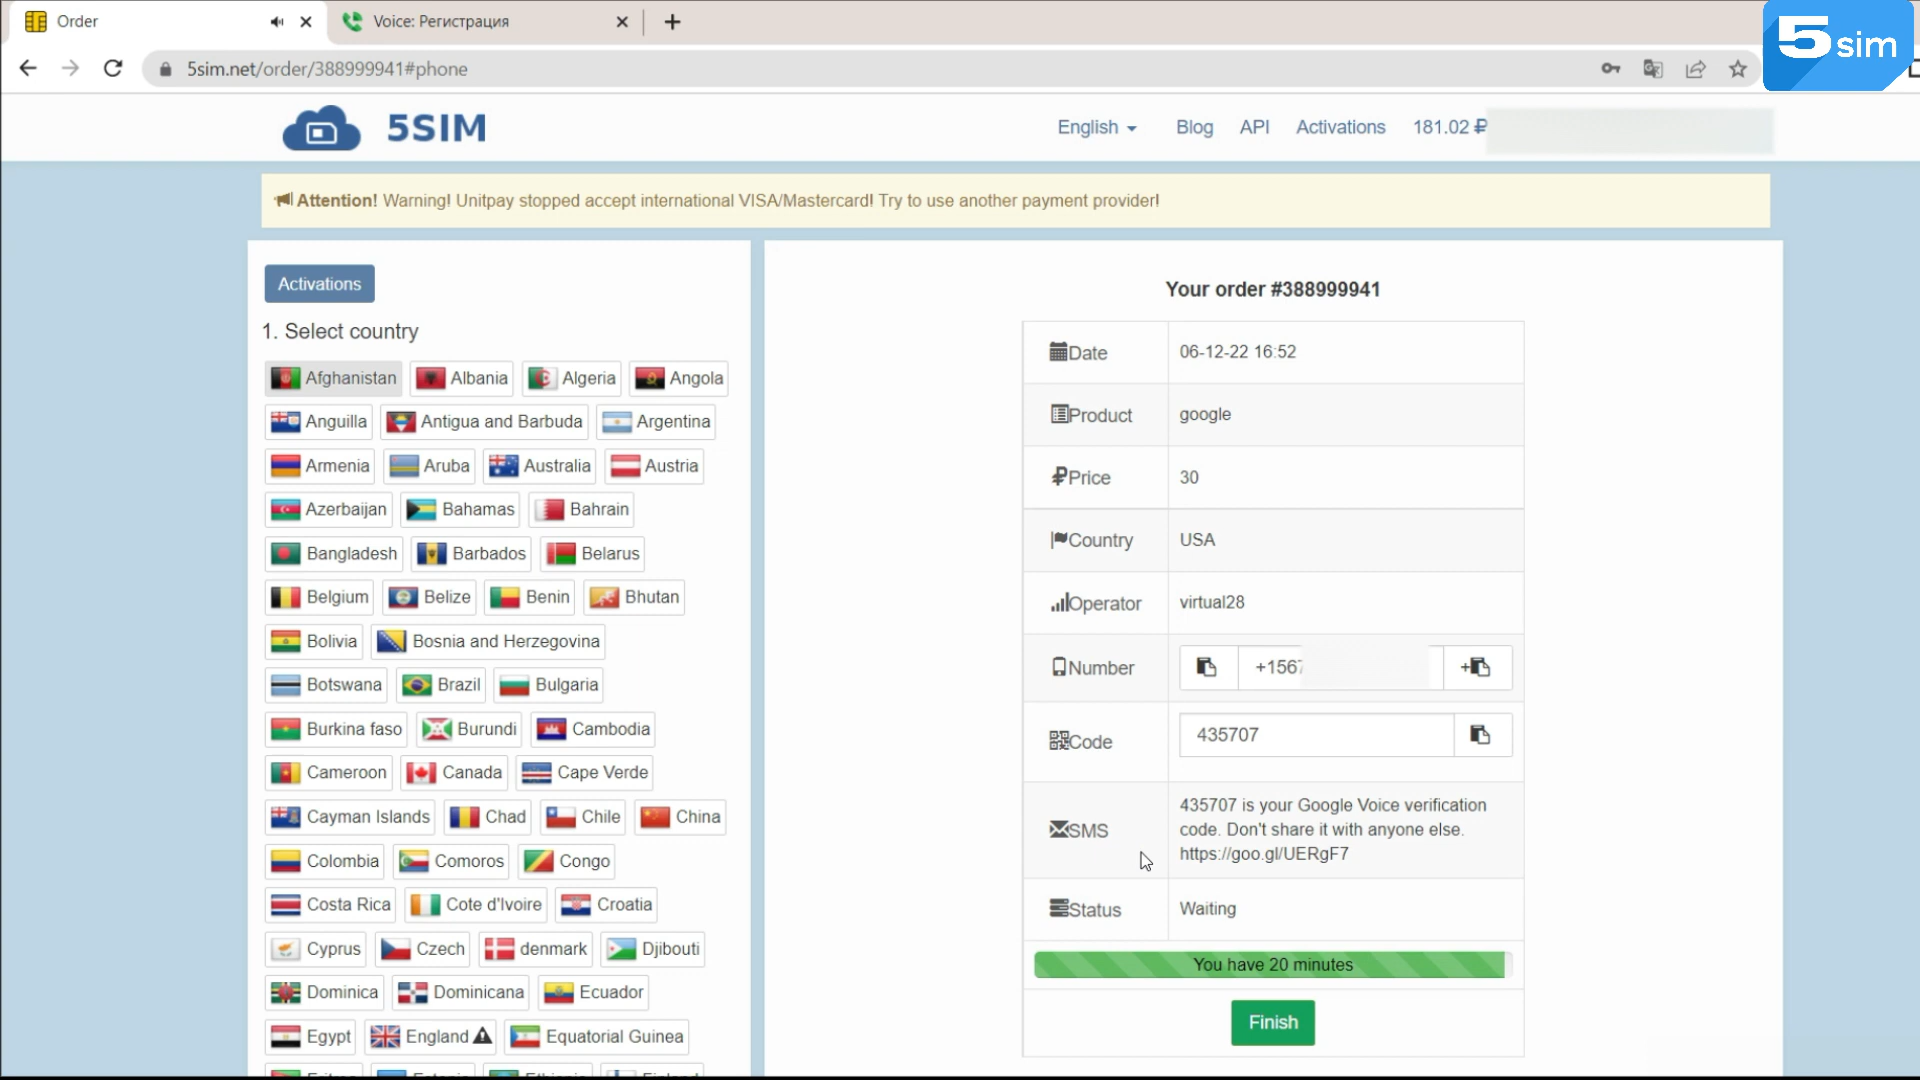 Order
Voice: Регистрация
5sim
5sim.net/order/388999941#phone
5SIM
English Blog API Activations 181.02 ₽
Attention! Warning! Unitpay stopped accept international VISA/Mastercard! Try to use another payment provider!
Activations
1. Select country
Afghanistan Albania Algeria Angola
Anguilla Antigua and Barbuda Argentina
Armenia Aruba Australia Austria
Azerbaijan Bahamas Bahrain
Bangladesh Barbados Belarus
Belgium Belize Benin Bhutan
Bolivia Bosnia and Herzegovina
Botswana Brazil Bulgaria
Burkina faso Burundi Cambodia
Cameroon Canada Cape Verde
Cayman Islands Chad Chile China
Colombia Comoros Congo
Costa Rica Cote d'Ivoire Croatia
Cyprus Czech denmark Djibouti
Dominica Dominicana Ecuador
Egypt England Equatorial Guinea
Your order #388999941
Date 06-12-22 16:52
Product google
₽Price 30
Country USA
Operator virtual28
Number +1567 +
Code 435707
SMS 435707 is your Google Voice verification
code. Don't share it with anyone else.
https://goo.gl/UERgF7
Status Waiting
You have 20 minutes
Finish